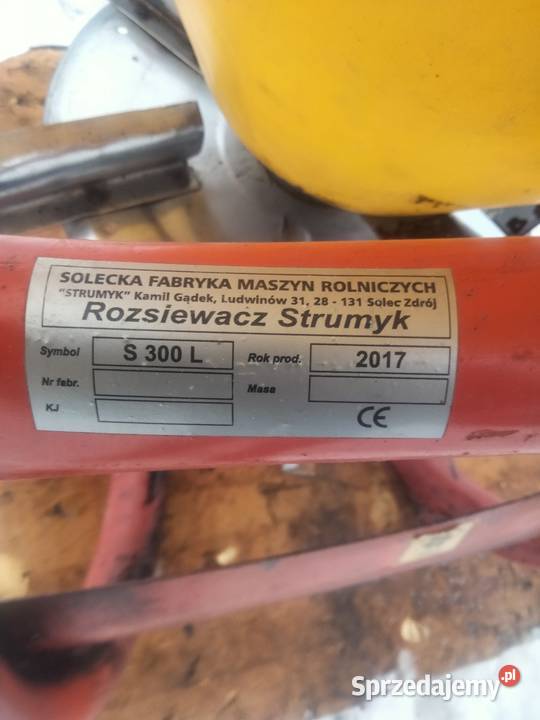 SOLECKA FABRYKA MASZYN ROLNICZYCH
"STRUMYK" Kamil Gądek, Ludwinów 31, 28 - 131 Solec Zdrój
Rozsiewacz Strumyk
Symbol S 300 L Rok prod. 2017
Nr fabr. Masa
KJ CE
Sprzedajemy.pl